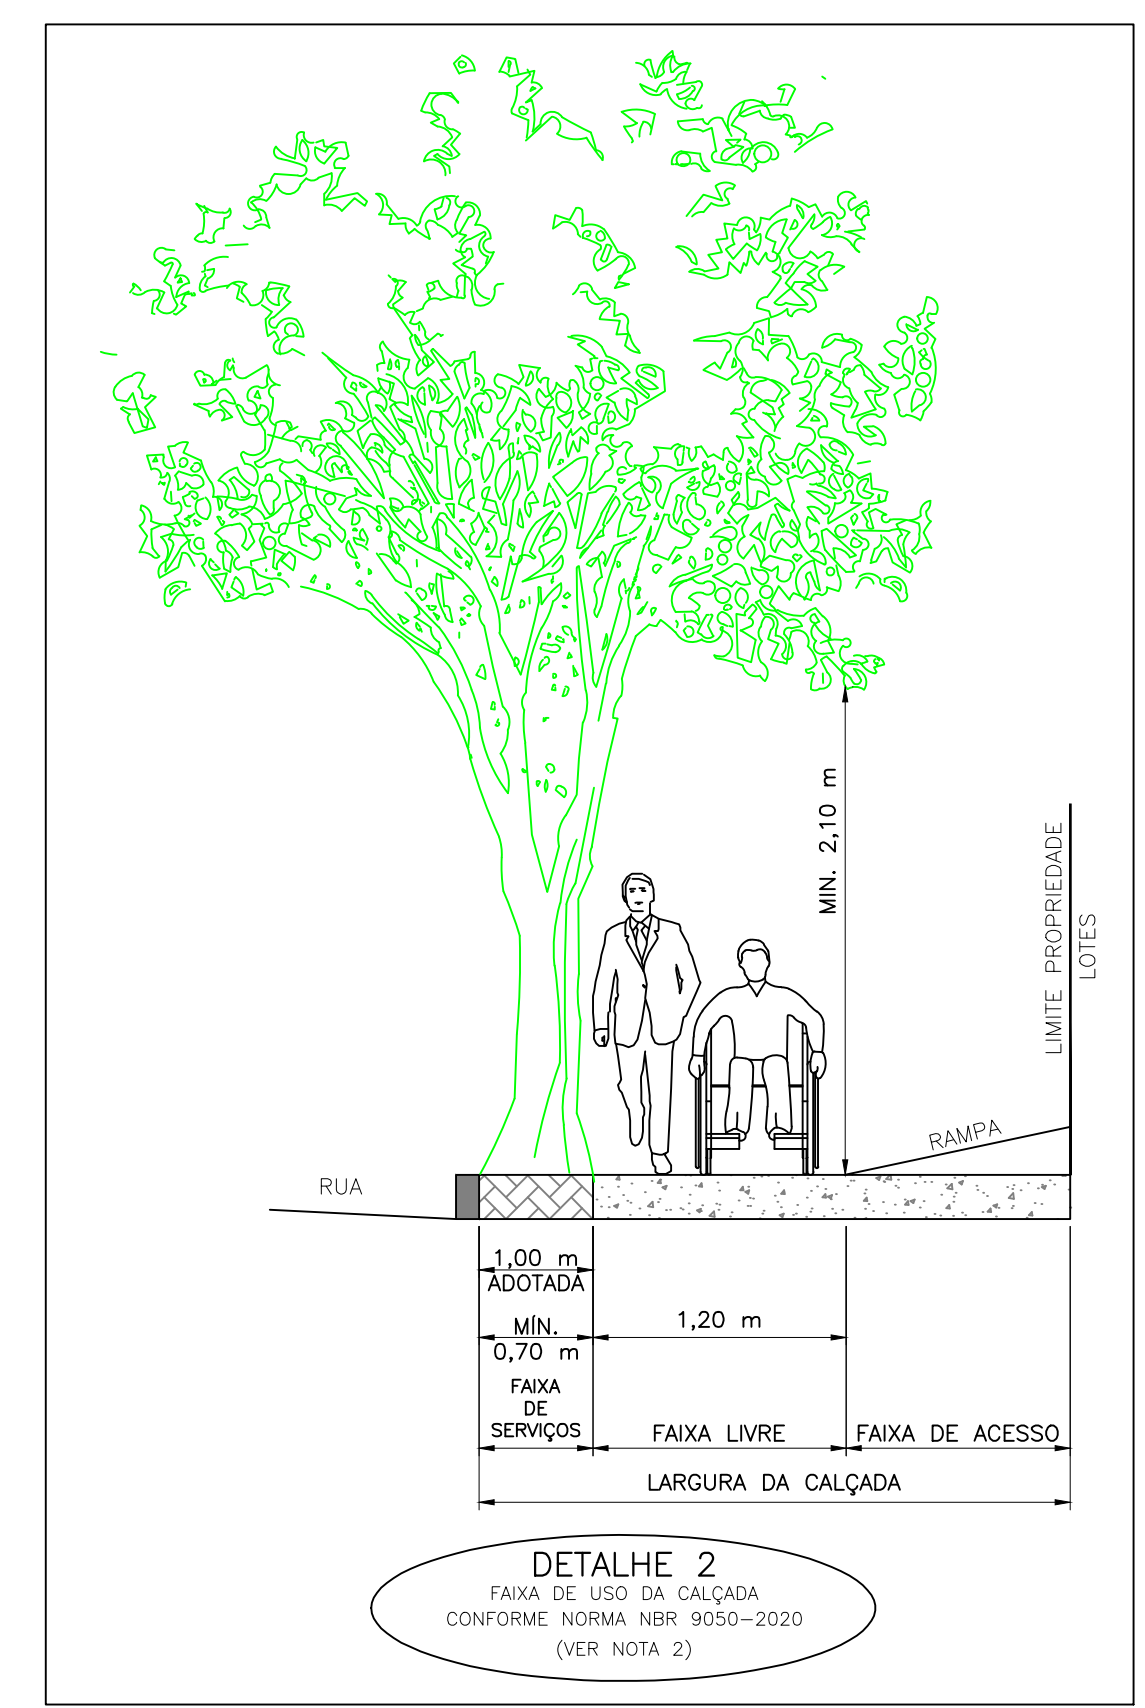 MIN. 2,10 m
LIMITE PROPRIEDADE
LOTES
RAMPA
RUA
1,00 m
ADOTADA
MÍN.
0,70 m
1,20 m
FAIXA
DE
SERVIÇOS
FAIXA LIVRE
FAIXA DE ACESSO
LARGURA DA CALÇADA
DETALHE 2
FAIXA DE USO DA CALÇADA
CONFORME NORMA NBR 9050-2020
(VER NOTA 2)